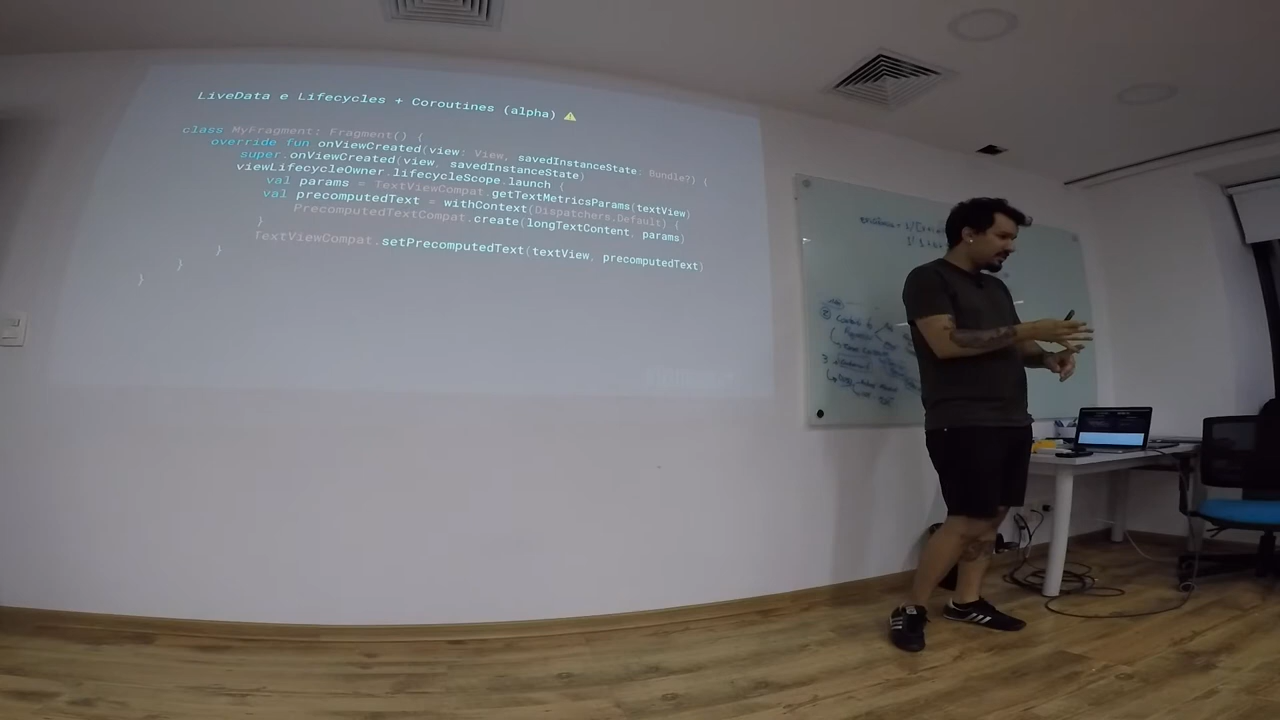 LiveData e Lifecycles + Coroutines (alpha) ⚠
class MyFragment: Fragment() {
override fun onViewCreated(view: View, savedInstanceState: Bundle?) {
super.onViewCreated(view, savedInstanceState)
viewLifecycleOwner.lifecycleScope.launch {
val params = TextViewCompat.getTextMetricsParams(textView)
val precomputedText = withContext(Dispatchers.Default) {
PrecomputedTextCompat.create(longTextContent, params)
}
TextViewCompat.setPrecomputedText(textView, precomputedText)
}
}
}